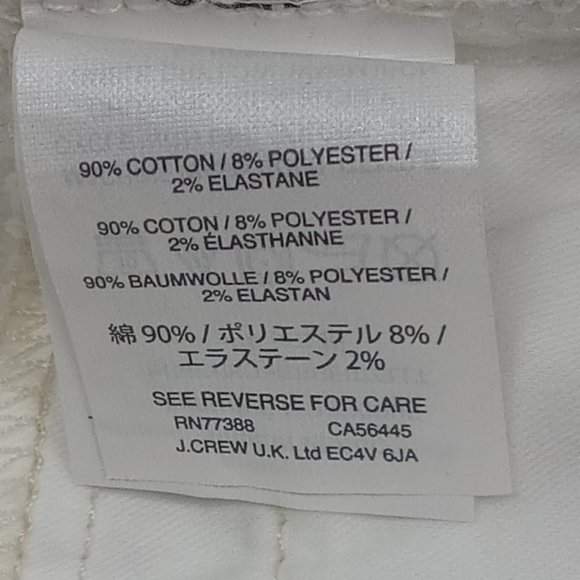 90% COTTON / 8% POLYESTER /
2% ELASTANE
90% COTON / 8% POLYESTER /
2% ÉLASTHANNE
90% BAUMWOLLE / 8% POLYESTER /
2% ELASTAN
綿 90% / ポリエステル 8% /
エラステーン 2%
SEE REVERSE FOR CARE
RN77388 CA56445
J.CREW U.K. Ltd EC4V 6JA